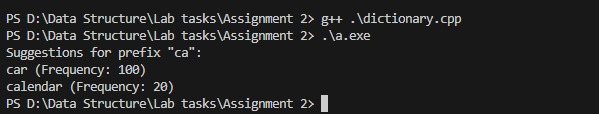 PS D:\Data Structure\Lab tasks\Assignment 2> g++ .\dictionary.cpp
PS D:\Data Structure\Lab tasks\Assignment 2> .\a.exe
Suggestions for prefix "ca":
car (Frequency: 100)
calendar (Frequency: 20)
PS D:\Data Structure\Lab tasks\Assignment 2>